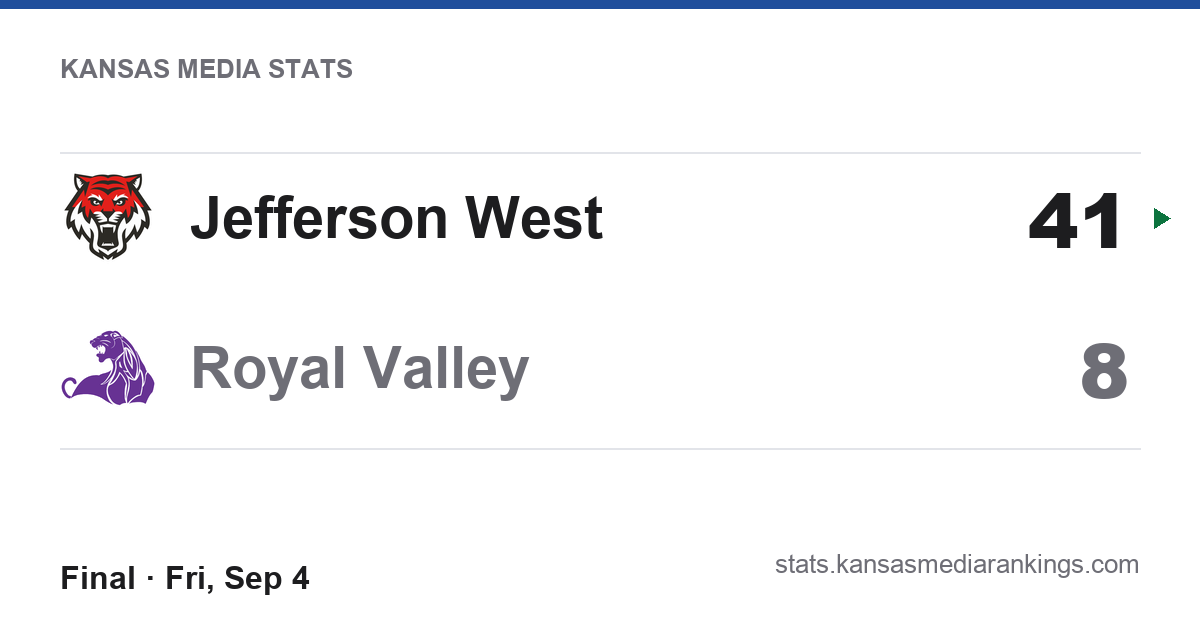 KANSAS MEDIA STATS
Jefferson West 41
Royal Valley 8
Final · Fri, Sep 4
stats.kansasmediarankings.com